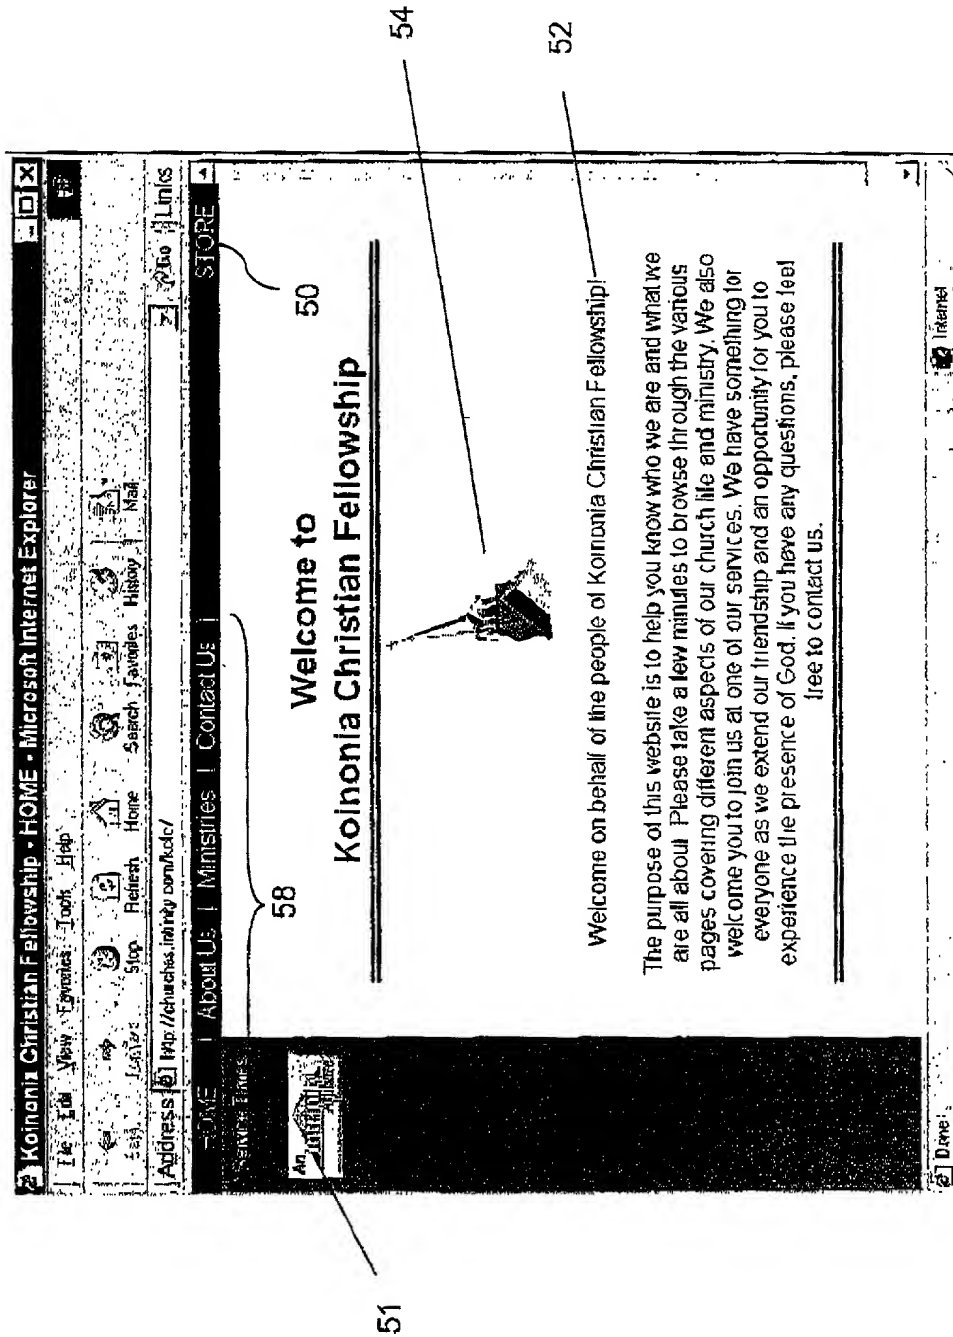 Koinonia Christian Fellowship - HOME - Microsoft Internet Explorer
File Edit View Favorites Tools Help
Stop Refresh Home Search Favorites History Mail
Address Go Links
HOME | About Us | Ministries | Contact Us | STORE
58
50
Service Times
51
An
Welcome to
Koinonia Christian Fellowship
54
Welcome on behalf of the people of Koinonia Christian Fellowship!
52
The purpose of this website is to help you know who we are and what we
are all about. Please take a few minutes to browse through the various
pages covering different aspects of our church life and ministry. We also
welcome you to join us at one of our services. We have something for
everyone as we extend our friendship and an opportunity for you to
experience the presence of God. If you have any questions, please feel
free to contact us.
Done
Internet